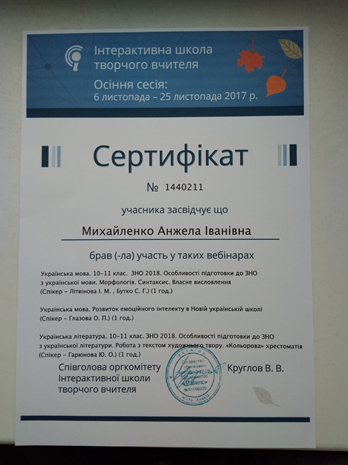 Інтерактивна школа
творчого вчителя
Осіння сесія:
6 листопада – 25 листопада 2017 р.
Сертифікат
№ 1440211
учасника засвідчує що
Михайленко Анжела Іванівна
брав (-ла) участь у таких вебінарах
Українська мова. 10-11 клас. ЗНО 2018. Особливості підготовки до ЗНО
з української мови. Морфологія. Синтаксис. Власне висловлення
(Спікер – Літвінова І. М. , Бутко С. Г.) (1 год.)
Українська мова. Розвиток емоційного інтелекту в Новій українській школі
(Спікер – Глазова О. П.) (1 год.)
Українська література. 10-11 клас. ЗНО 2018. Особливості підготовки до ЗНО
з української літератури. Робота з текстом художнього твору. «Кольорова» хрестоматія
(Спікер – Гарюнова Ю. О.) (1 год.)
Співголова оргкомітету Круглов В. В.
Інтерактивної школи
творчого вчителя